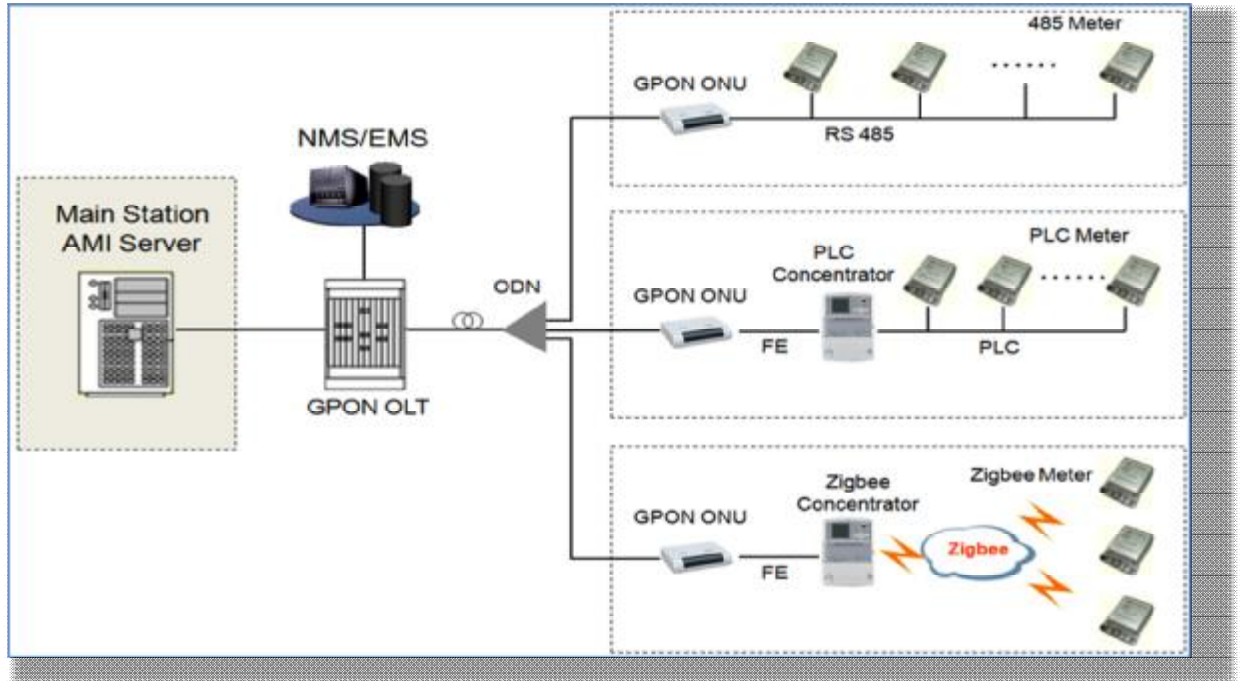 485 Meter
GPON ONU
RS 485
NMS/EMS
Main Station
AMI Server
ODN
GPON OLT
PLC Meter
PLC
Concentrator
GPON ONU
FE
PLC
Zigbee Meter
Zigbee
Concentrator
GPON ONU
Zigbee
FE